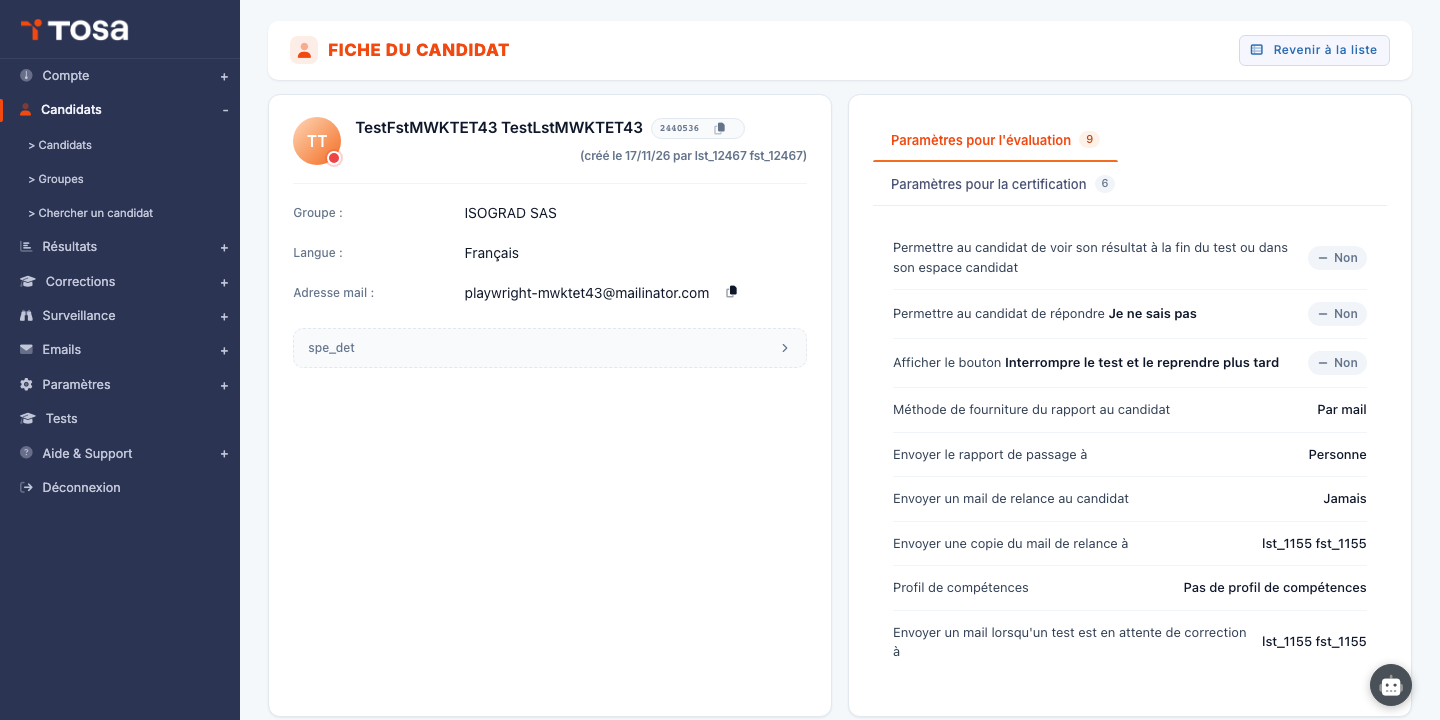 TOSA
Compte +
Candidats -
> Candidats
> Groupes
> Chercher un candidat
Résultats +
Corrections +
Surveillance +
Emails +
Paramètres +
Tests
Aide & Support +
Déconnexion
FICHE DU CANDIDAT
Revenir à la liste
TT
TestFstMWKTET43 TestLstMWKTET43 2440536
(créé le 17/11/26 par lst_12467 fst_12467)
Groupe : ISOGRAD SAS
Langue : Français
Adresse mail : playwright-mwktet43@mailinator.com
spe_det
Paramètres pour l'évaluation 9
Paramètres pour la certification 6
Permettre au candidat de voir son résultat à la fin du test ou dans
son espace candidat
– Non
Permettre au candidat de répondre Je ne sais pas – Non
Afficher le bouton Interrompre le test et le reprendre plus tard – Non
Méthode de fourniture du rapport au candidat Par mail
Envoyer le rapport de passage à Personne
Envoyer un mail de relance au candidat Jamais
Envoyer une copie du mail de relance à lst_1155 fst_1155
Profil de compétences Pas de profil de compétences
Envoyer un mail lorsqu'un test est en attente de correction
à
lst_1155 fst_1155